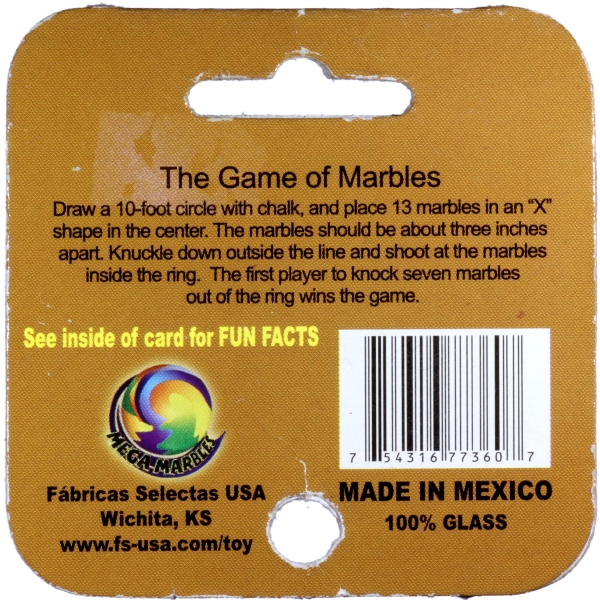 The Game of Marbles
Draw a 10-foot circle with chalk, and place 13 marbles in an “X”
shape in the center. The marbles should be about three inches
apart. Knuckle down outside the line and shoot at the marbles
inside the ring.  The first player to knock seven marbles
out of the ring wins the game.
See inside of card for FUN FACTS
MEGA MARBLES
Fábricas Selectas USA
Wichita, KS
www.fs-usa.com/toy
7 54316 77360 7
MADE IN MEXICO
100% GLASS